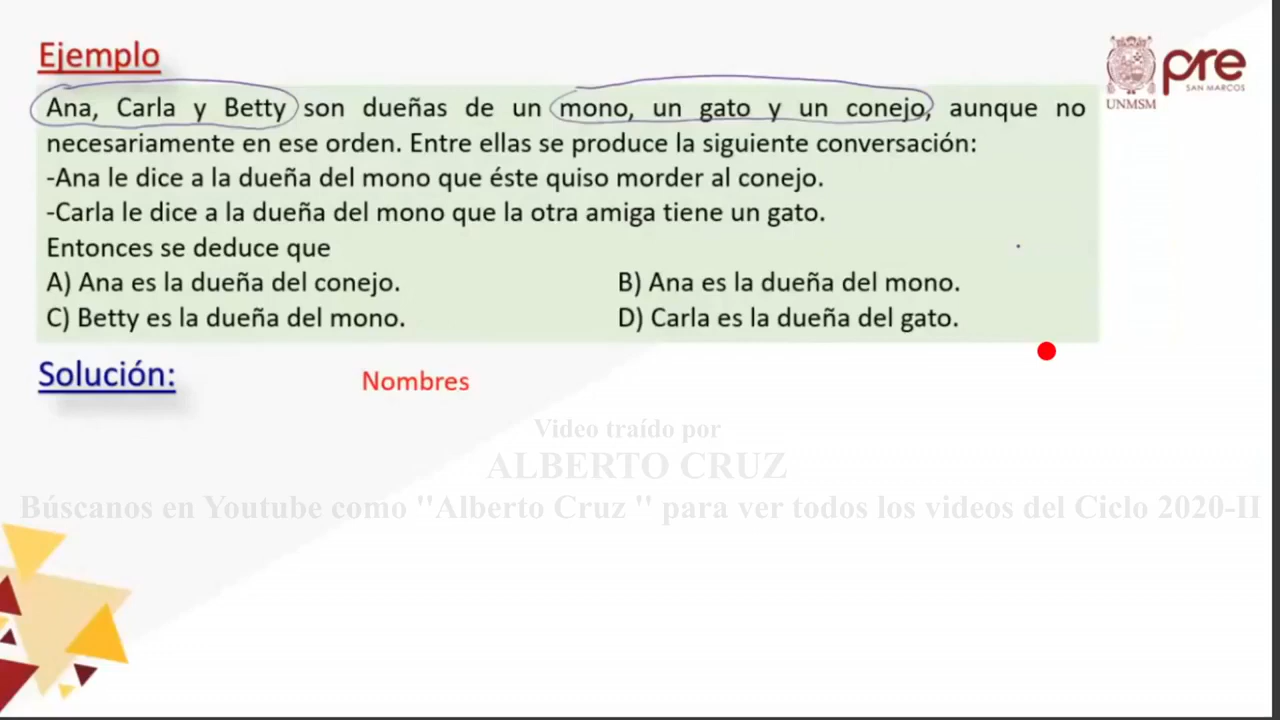 Ejemplo
pre
SAN MARCOS
UNMSM
Ana, Carla y Betty son dueñas de un mono, un gato y un conejo, aunque no
necesariamente en ese orden. Entre ellas se produce la siguiente conversación:
-Ana le dice a la dueña del mono que éste quiso morder al conejo.
-Carla le dice a la dueña del mono que la otra amiga tiene un gato.
Entonces se deduce que
A) Ana es la dueña del conejo. B) Ana es la dueña del mono.
C) Betty es la dueña del mono. D) Carla es la dueña del gato.
Solución:
Nombres
Video traído por
ALBERTO CRUZ
Búscanos en Youtube como "Alberto Cruz " para ver todos los videos del Ciclo 2020-II